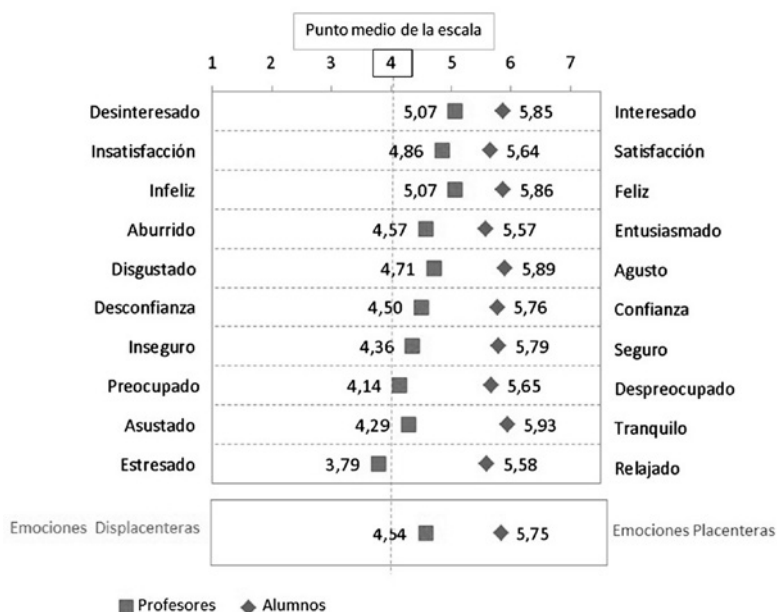 Punto medio de la escala
1 2 3 4 5 6 7
Desinteresado 5,07 5,85 Interesado
Insatisfacción 4,86 5,64 Satisfacción
Infeliz 5,07 5,86 Feliz
Aburrido 4,57 5,57 Entusiasmado
Disgustado 4,71 5,89 Agusto
Desconfianza 4,50 5,76 Confianza
Inseguro 4,36 5,79 Seguro
Preocupado 4,14 5,65 Despreocupado
Asustado 4,29 5,93 Tranquilo
Estresado 3,79 5,58 Relajado
Emociones Displacenteras 4,54 5,75 Emociones Placenteras
Profesores Alumnos